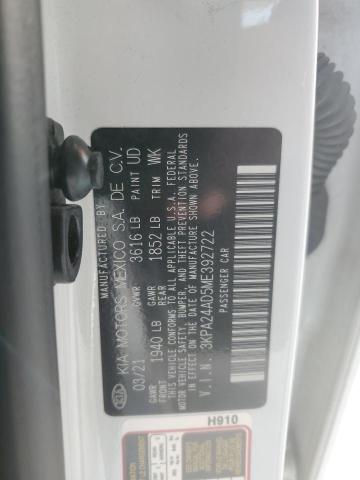 MANUFACTURED BY
KIA MOTORS MEXICO S.A. DE C.V.
KIA
03/21 GVWR 3616 LB PAINT UD
GAWR FRONT 1940 LB GAWR REAR 1852 LB TRIM WK
THIS VEHICLE CONFORMS TO ALL APPLICABLE U.S.A. FEDERAL
MOTOR VEHICLE SAFETY, BUMPER, AND THEFT PREVENTION STANDARDS
IN EFFECT ON THE DATE OF MANUFACTURE SHOWN ABOVE.
V.I.N. : 3KPA24AD5ME392722
PASSENGER CAR
H910